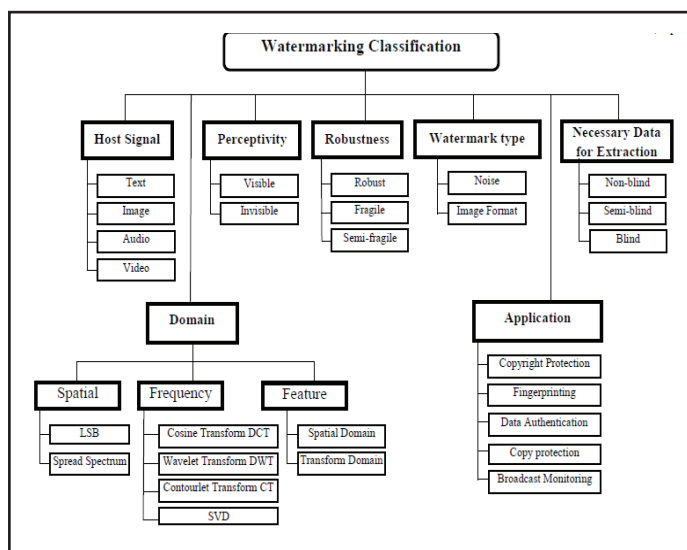 Watermarking Classification
Host Signal
Text
Image
Audio
Video
Perceptivity
Visible
Invisible
Robustness
Robust
Fragile
Semi-fragile
Watermark type
Noise
Image Format
Necessary Data
for Extraction
Non-blind
Semi-blind
Blind
Domain
Spatial
LSB
Spread Spectrum
Frequency
Cosine Transform DCT
Wavelet Transform DWT
Contourlet Transform CT
SVD
Feature
Spatial Domain
Transform Domain
Application
Copyright Protection
Fingerprinting
Data Authentication
Copy protection
Broadcast Monitoring